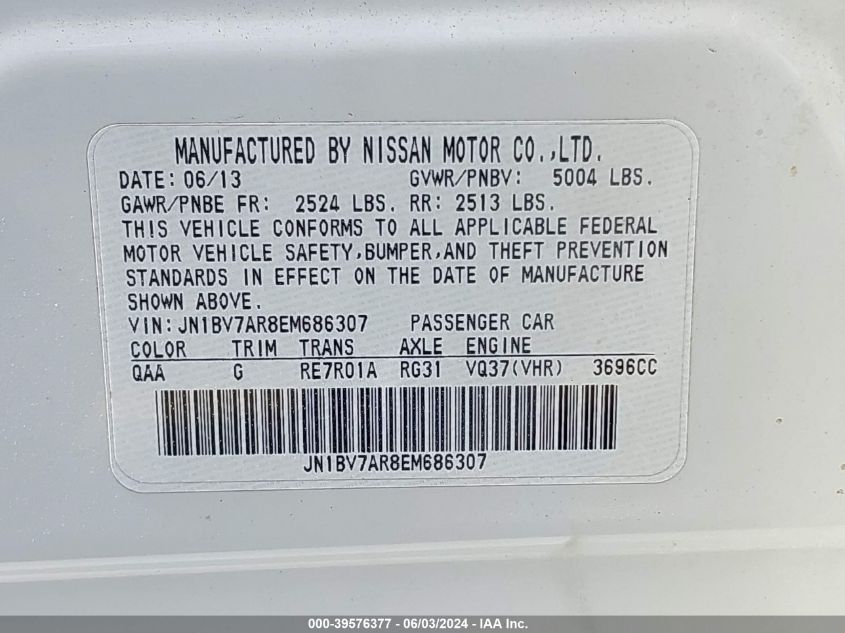 MANUFACTURED BY NISSAN MOTOR CO.,LTD.
DATE: 06/13 GVWR/PNBV: 5004 LBS.
GAWR/PNBE FR: 2524 LBS. RR: 2513 LBS.
THIS VEHICLE CONFORMS TO ALL APPLICABLE FEDERAL
MOTOR VEHICLE SAFETY,BUMPER,AND THEFT PREVENTION
STANDARDS IN EFFECT ON THE DATE OF MANUFACTURE
SHOWN ABOVE.
VIN: JN1BV7AR8EM686307 PASSENGER CAR
COLOR TRIM TRANS AXLE ENGINE
QAA G RE7R01A RG31 VQ37(VHR) 3696CC
JN1BV7AR8EM686307
000-39576377 - 06/03/2024 - IAA Inc.